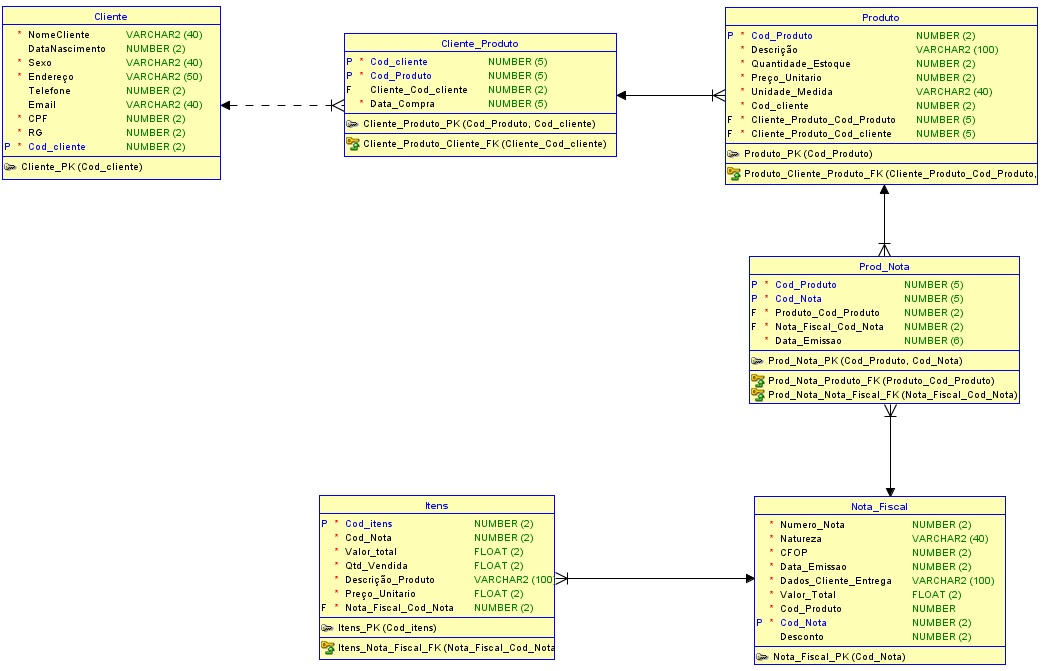 Cliente
* NomeCliente VARCHAR2 (40)
DataNascimento NUMBER (2)
* Sexo VARCHAR2 (40)
* Endereço VARCHAR2 (50)
Telefone NUMBER (2)
Email VARCHAR2 (40)
* CPF NUMBER (2)
* RG NUMBER (2)
P * Cod_cliente NUMBER (2)
Cliente_PK (Cod_cliente)
Cliente_Produto
P * Cod_cliente NUMBER (5)
P * Cod_Produto NUMBER (5)
F Cliente_Cod_cliente NUMBER (2)
* Data_Compra NUMBER (5)
Cliente_Produto_PK (Cod_Produto, Cod_cliente)
Cliente_Produto_Cliente_FK (Cliente_Cod_cliente)
Produto
P * Cod_Produto NUMBER (2)
* Descrição VARCHAR2 (100)
* Quantidade_Estoque NUMBER (2)
* Preço_Unitario NUMBER (2)
* Unidade_Medida VARCHAR2 (40)
* Cod_cliente NUMBER (2)
F * Cliente_Produto_Cod_Produto NUMBER (5)
F * Cliente_Produto_Cod_cliente NUMBER (5)
Produto_PK (Cod_Produto)
Produto_Cliente_Produto_FK (Cliente_Produto_Cod_Produto,
Prod_Nota
P * Cod_Produto NUMBER (5)
P * Cod_Nota NUMBER (5)
F * Produto_Cod_Produto NUMBER (2)
F * Nota_Fiscal_Cod_Nota NUMBER (2)
* Data_Emissao NUMBER (6)
Prod_Nota_PK (Cod_Produto, Cod_Nota)
Prod_Nota_Produto_FK (Produto_Cod_Produto)
Prod_Nota_Nota_Fiscal_FK (Nota_Fiscal_Cod_Nota)
Itens
P * Cod_itens NUMBER (2)
* Cod_Nota NUMBER (2)
* Valor_total FLOAT (2)
* Qtd_Vendida FLOAT (2)
* Descrição_Produto VARCHAR2 (100
* Preço_Unitario FLOAT (2)
F * Nota_Fiscal_Cod_Nota NUMBER (2)
Itens_PK (Cod_itens)
Itens_Nota_Fiscal_FK (Nota_Fiscal_Cod_Nota
Nota_Fiscal
* Numero_Nota NUMBER (2)
* Natureza VARCHAR2 (40)
* CFOP NUMBER (2)
* Data_Emissao NUMBER (2)
* Dados_Cliente_Entrega VARCHAR2 (100)
* Valor_Total FLOAT (2)
* Cod_Produto NUMBER
P * Cod_Nota NUMBER (2)
Desconto NUMBER (2)
Nota_Fiscal_PK (Cod_Nota)